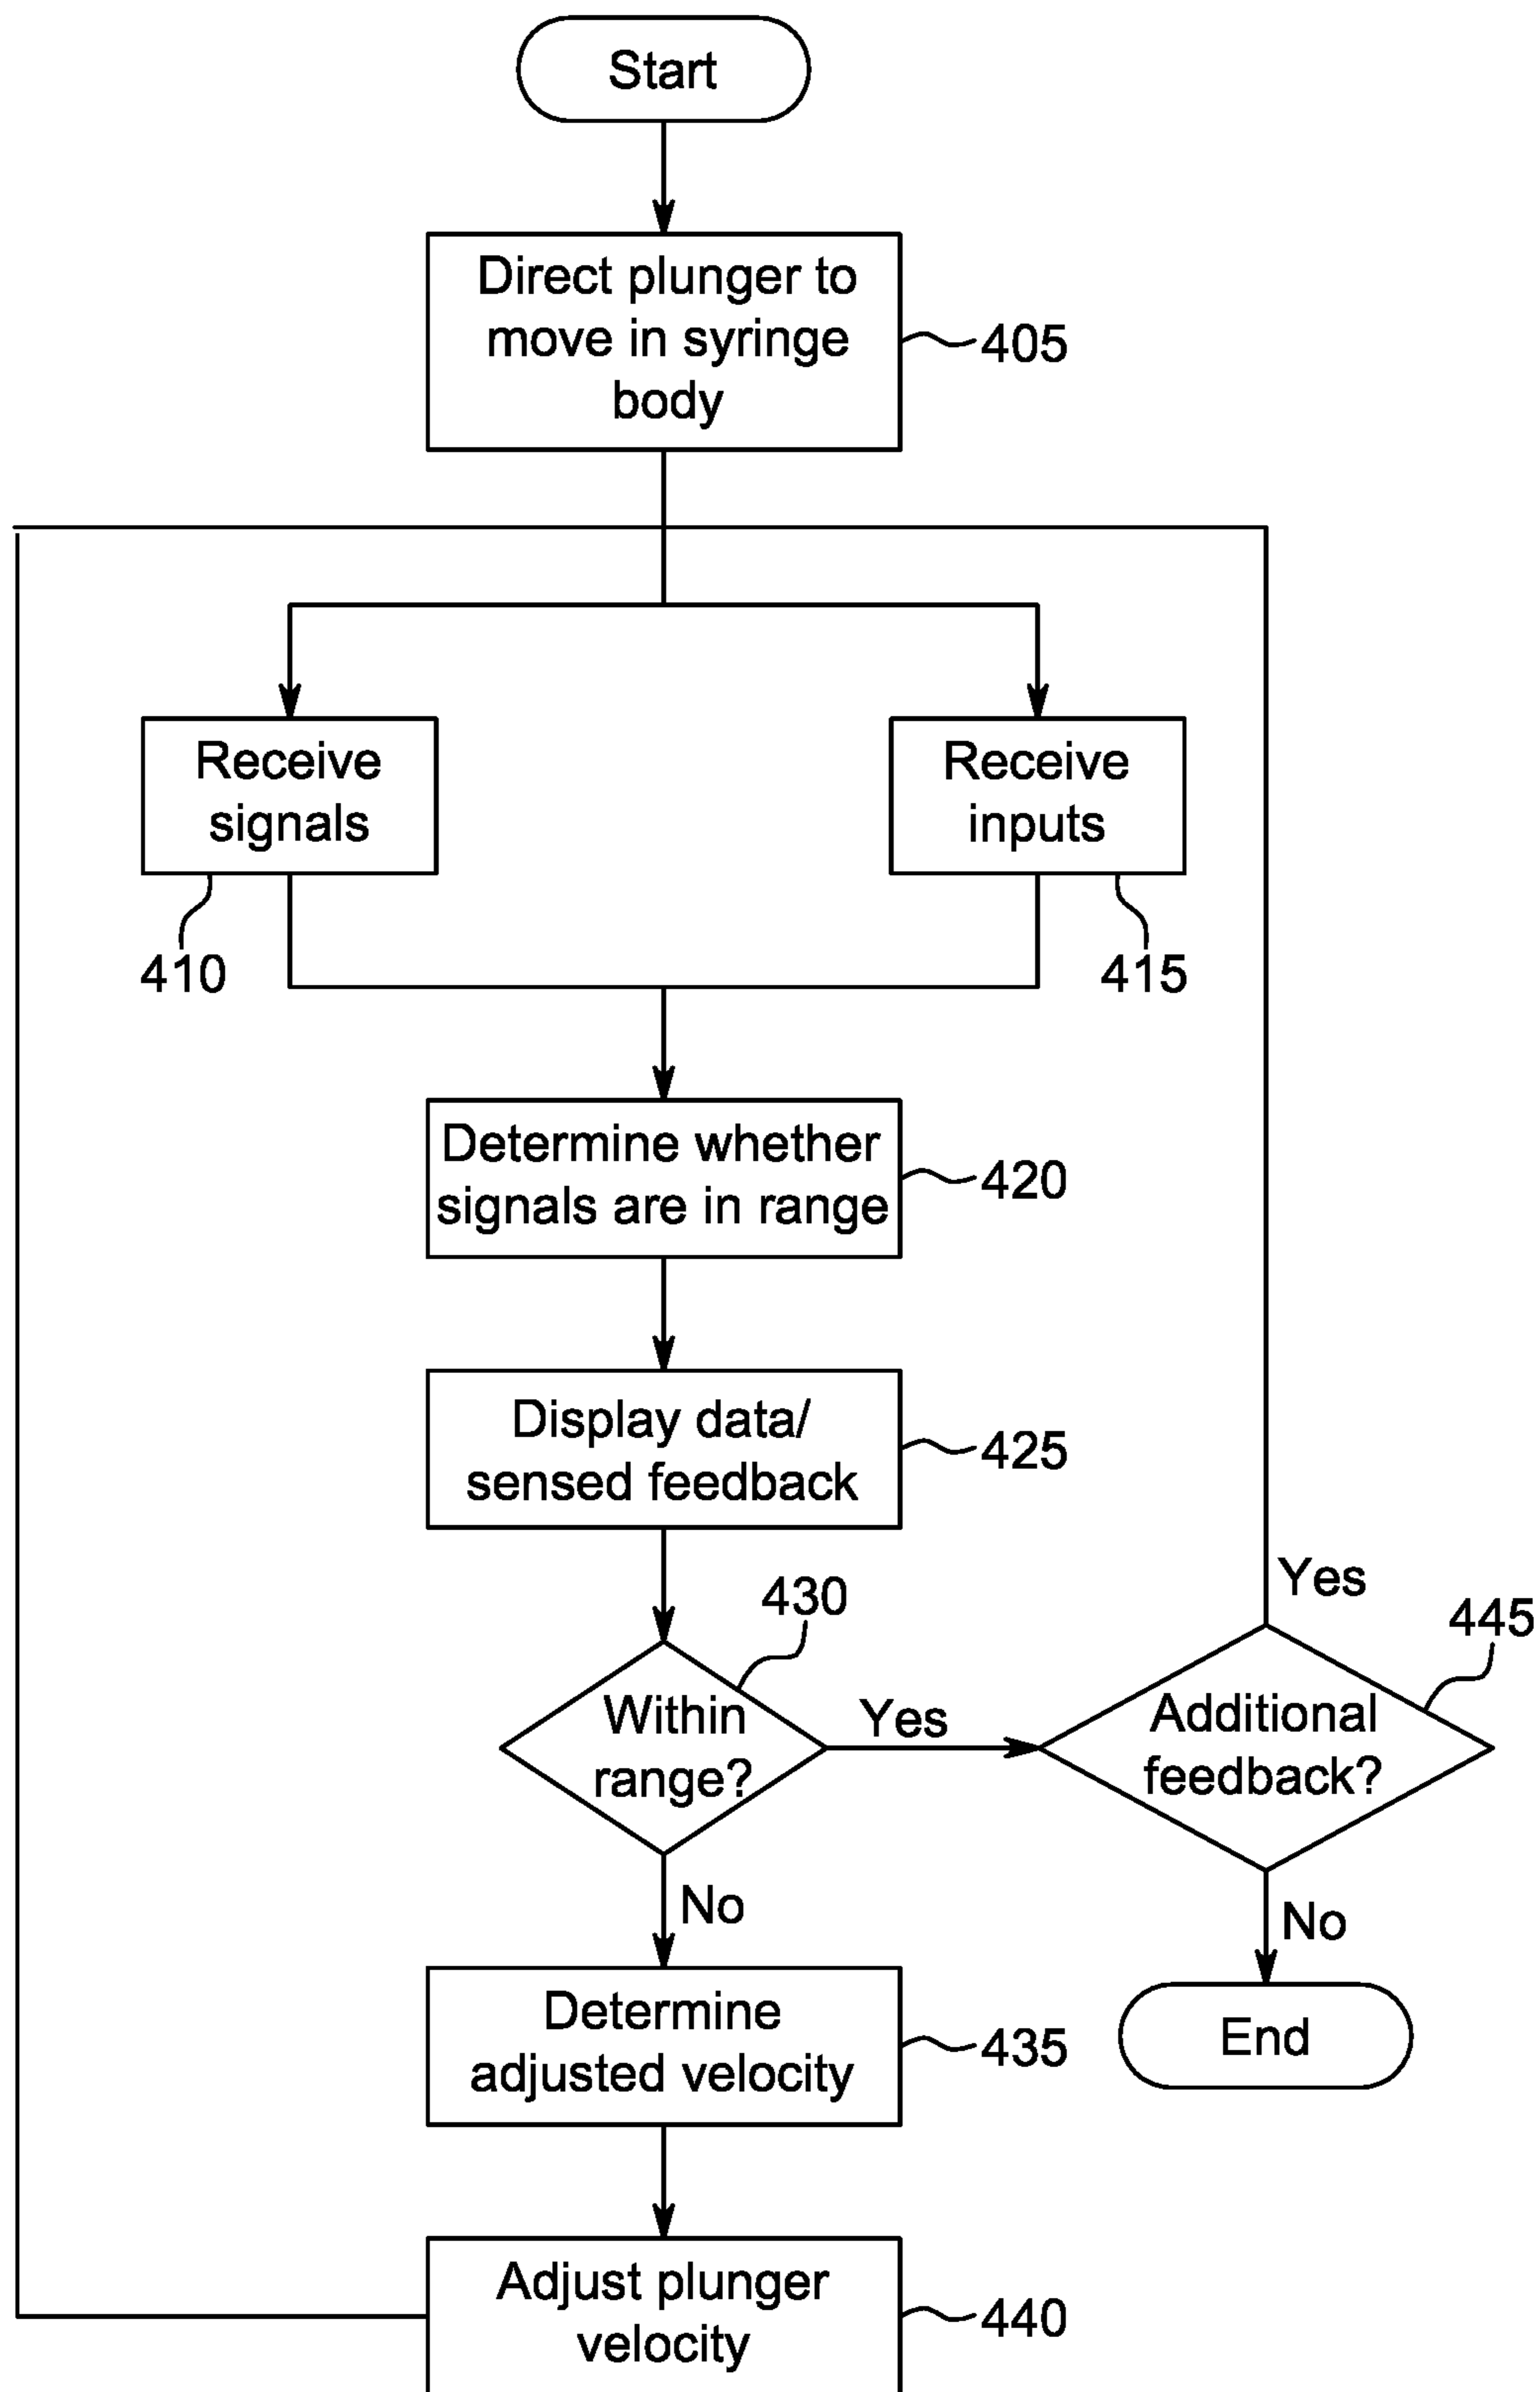 Start
Direct plunger to
move in syringe
body
405
Receive
signals
410
Receive
inputs
415
Determine whether
signals are in range
420
Display data/
sensed feedback
425
Within
range?
430
Yes
Additional
feedback?
445
Yes
No
End
No
Determine
adjusted velocity
435
Adjust plunger
velocity
440